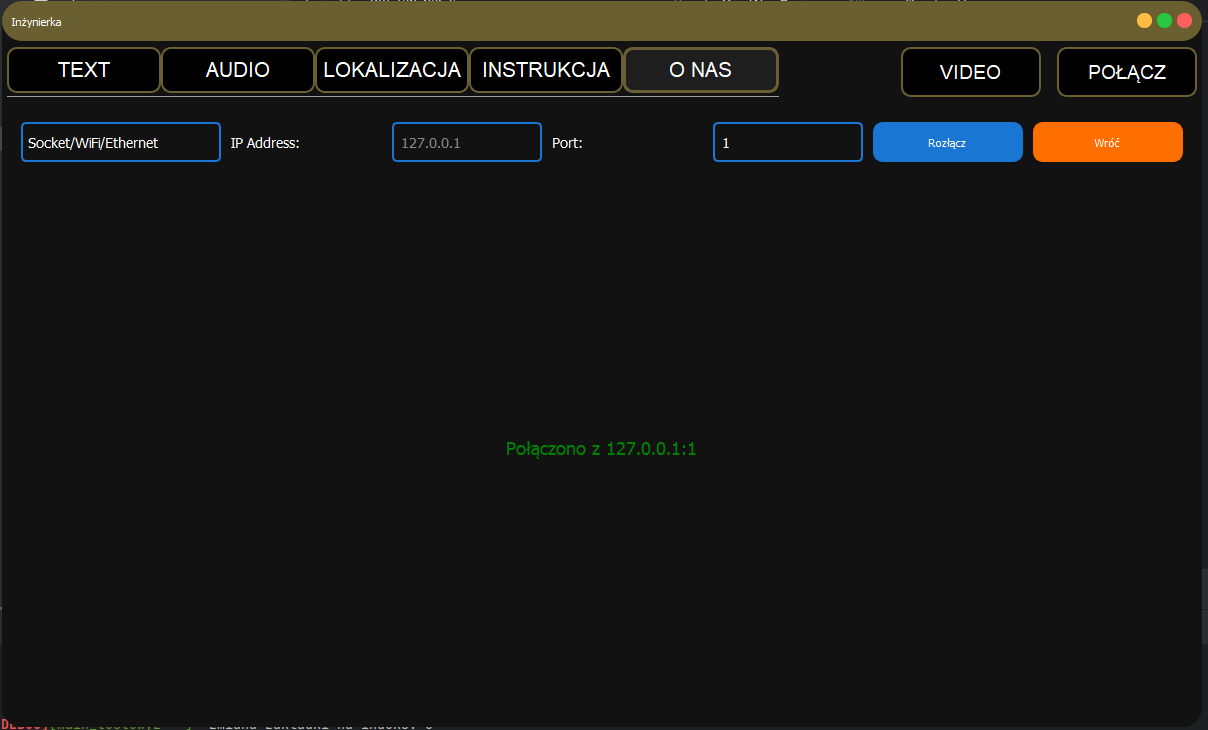 Inżynierka
TEXT AUDIO LOKALIZACJA INSTRUKCJA O NAS VIDEO POŁĄCZ
Socket/WiFi/Ethernet IP Address: 127.0.0.1 Port: 1 Rozłącz Wróć
Połączono z 127.0.0.1:1